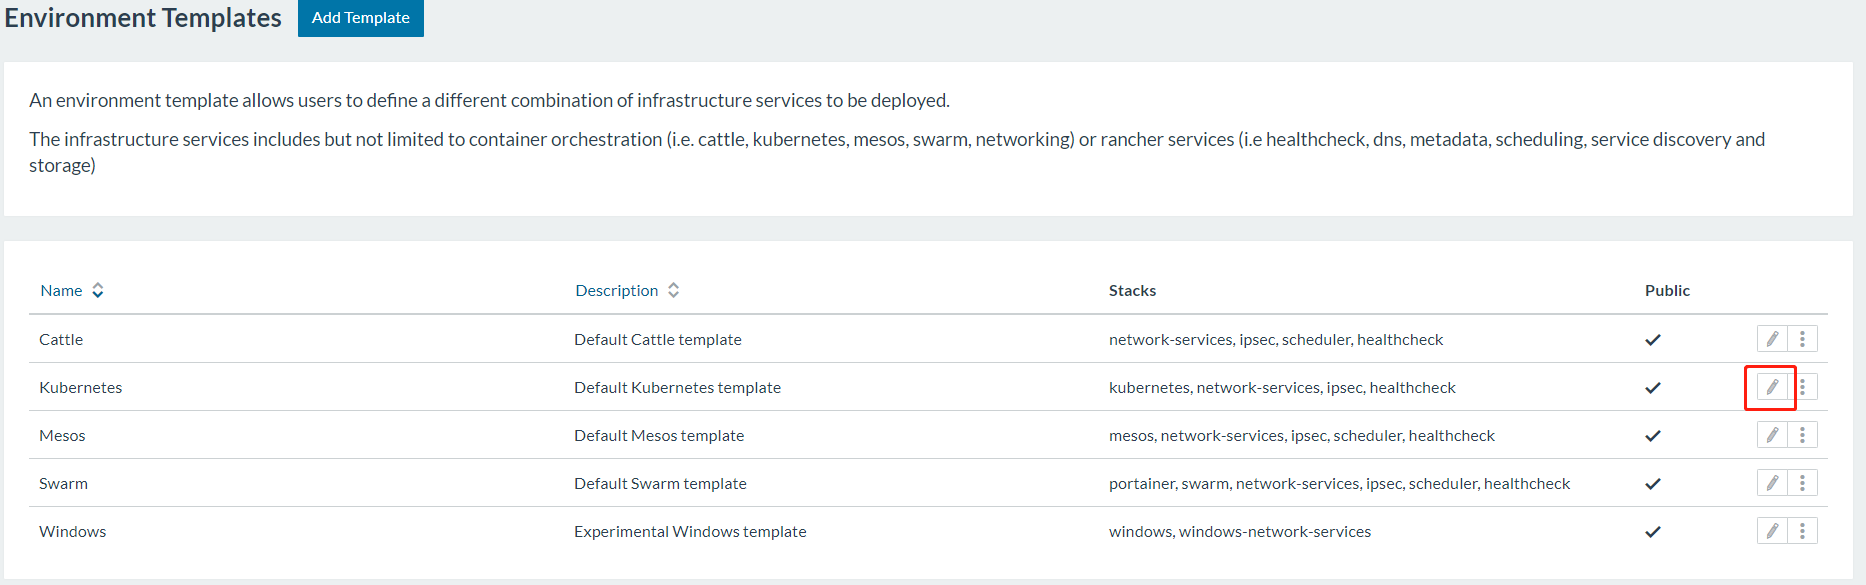 Environment Templates Add Template
An environment template allows users to define a different combination of infrastructure services to be deployed.
The infrastructure services includes but not limited to container orchestration (i.e. cattle, kubernetes, mesos, swarm, networking) or rancher services (i.e healthcheck, dns, metadata, scheduling, service discovery and
storage)
Name Description Stacks Public
Cattle Default Cattle template network-services, ipsec, scheduler, healthcheck
Kubernetes Default Kubernetes template kubernetes, network-services, ipsec, healthcheck
Mesos Default Mesos template mesos, network-services, ipsec, scheduler, healthcheck
Swarm Default Swarm template portainer, swarm, network-services, ipsec, scheduler, healthcheck
Windows Experimental Windows template windows, windows-network-services